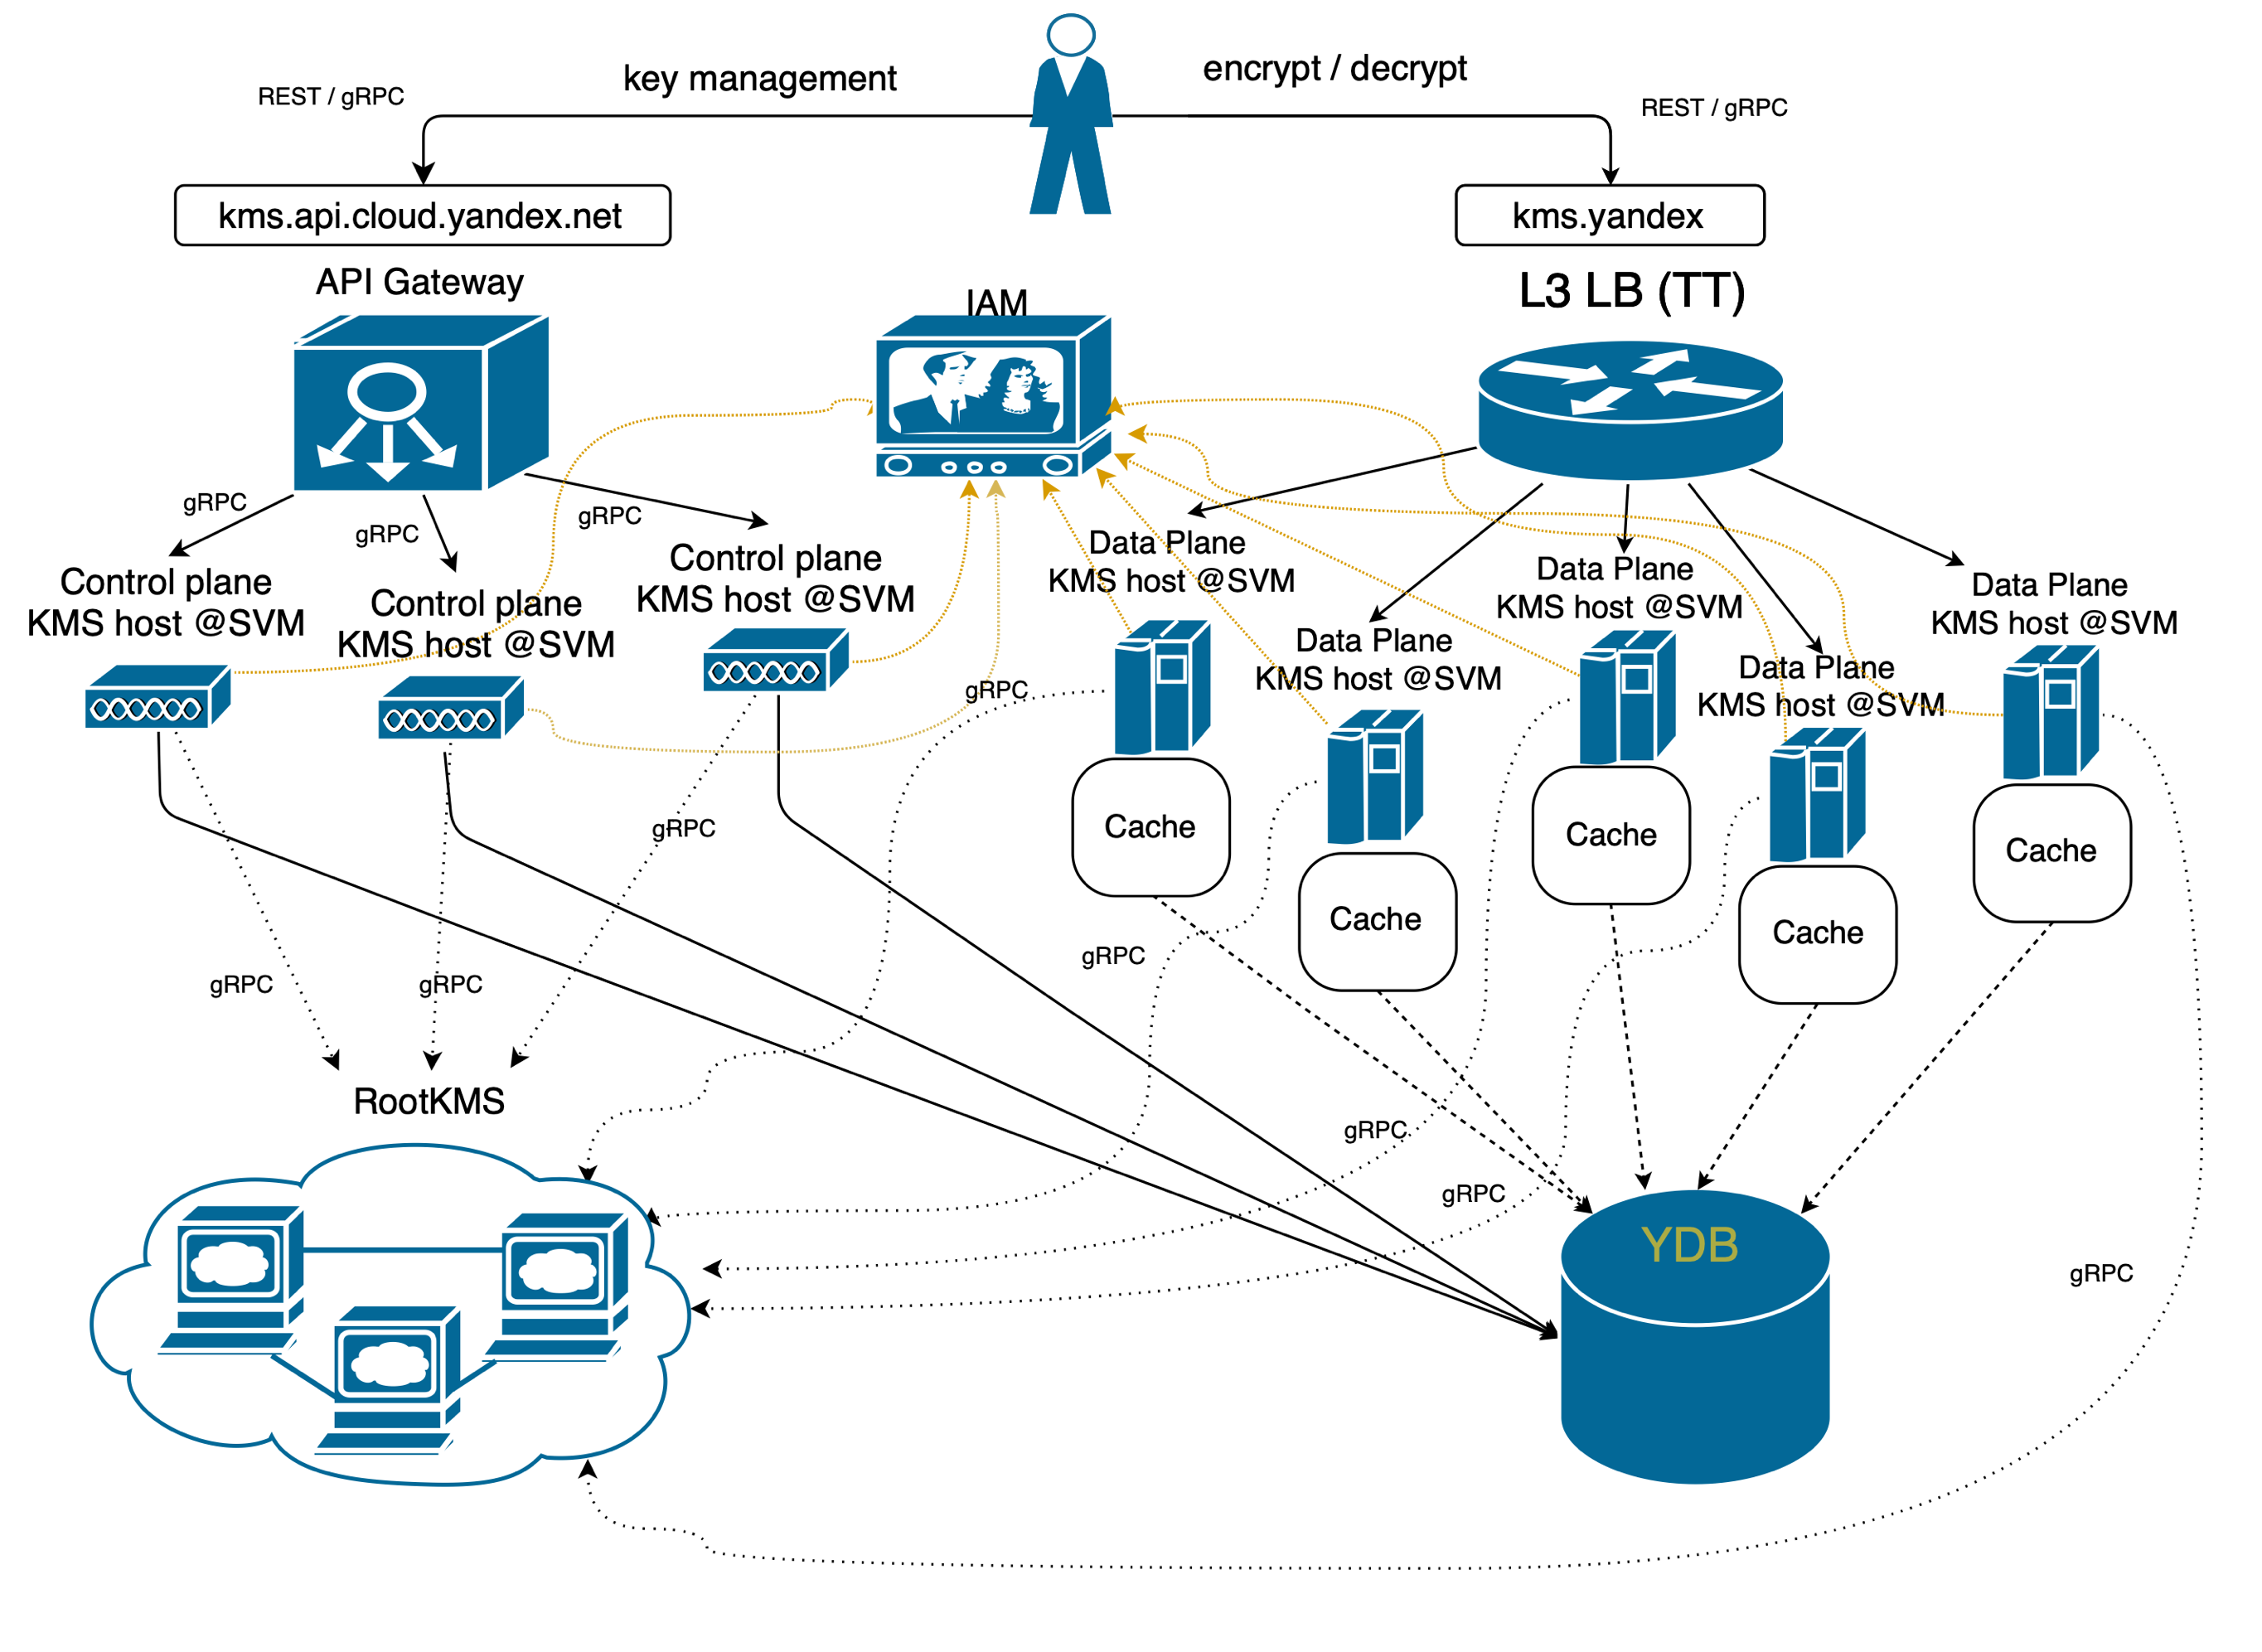 key management
encrypt / decrypt
REST / gRPC
REST / gRPC
kms.api.cloud.yandex.net
kms.yandex
API Gateway
IAM
L3 LB (TT)
gRPC
gRPC
gRPC
Control plane
KMS host @SVM
Control plane
KMS host @SVM
Control plane
KMS host @SVM
Data Plane
KMS host @SVM
Data Plane
KMS host @SVM
Data Plane
KMS host @SVM
Data Plane
KMS host @SVM
Data Plane
KMS host @SVM
gRPC
gRPC
Cache
Cache
Cache
Cache
Cache
gRPC
gRPC
gRPC
RootKMS
gRPC
gRPC
YDB
gRPC